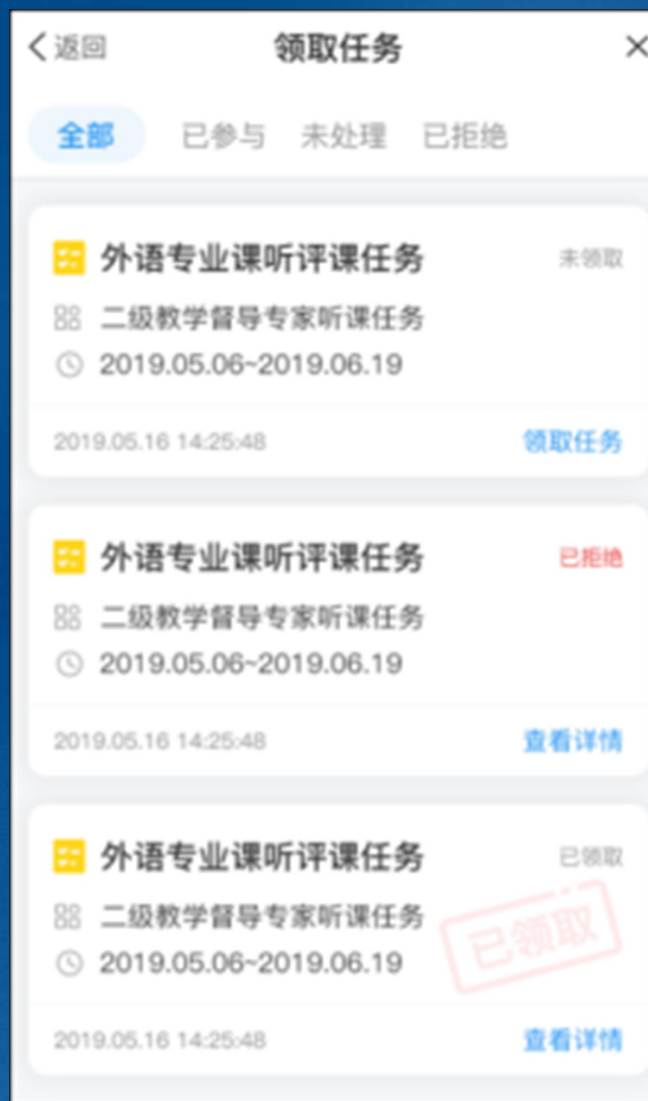 返回 领取任务
全部 已参与 未处理 已拒绝
外语专业课听评课任务 未领取
二级教学督导专家听课任务
2019.05.06~2019.06.19
2019.05.16 14:25:48 领取任务
外语专业课听评课任务 已拒绝
二级教学督导专家听课任务
2019.05.06~2019.06.19
2019.05.16 14:25:48 查看详情
外语专业课听评课任务 已领取
二级教学督导专家听课任务
已领取
2019.05.06~2019.06.19
2019.05.16 14:25:48 查看详情